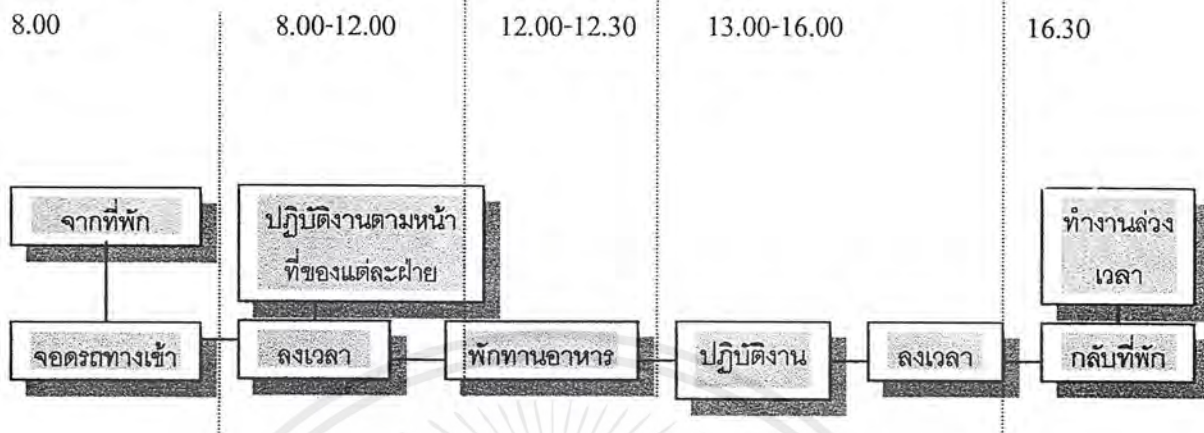 8.00 8.00-12.00 12.00-12.30 13.00-16.00 16.30
จากที่พัก
ปฏิบัติงานตามหน้า
ที่ของแต่ละฝ่าย
ทำงานล่วง
เวลา
จอดรถทางเข้า ลงเวลา พักทานอาหาร ปฏิบัติงาน ลงเวลา กลับที่พัก